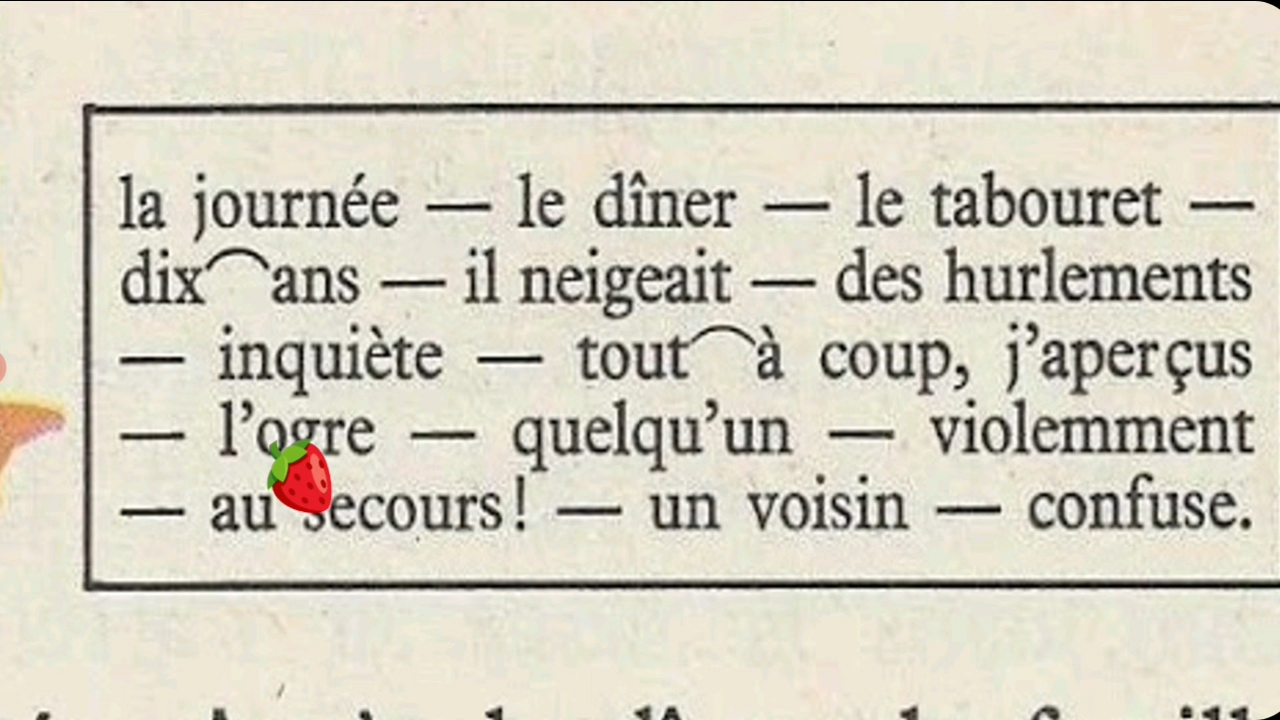 la journée — le dîner — le tabouret —
dix‿ans — il neigeait — des hurlements
— inquiète — tout‿à coup, j’aperçus
— l’ogre — quelqu’un — violemment
— au secours! — un voisin — confuse.